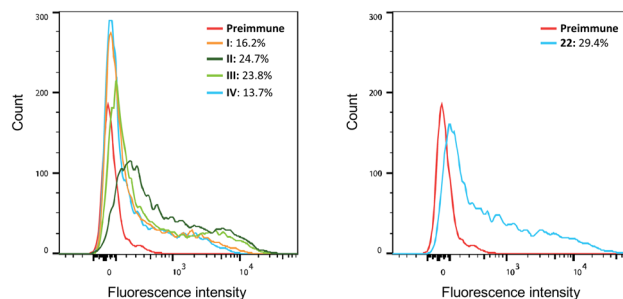 300
200
100
0
Count
Preimmune
I: 16.2%
II: 24.7%
III: 23.8%
IV: 13.7%
0
10³
10⁴
Fluorescence intensity
300
200
100
0
Count
Preimmune
22: 29.4%
0
10³
10⁴
Fluorescence intensity